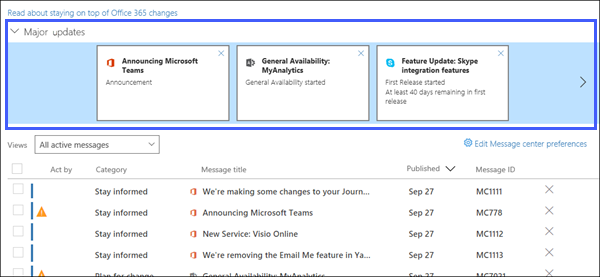 Read about staying on top of Office 365 changes
Major updates
Announcing Microsoft
Teams
Announcement
General Availability:
MyAnalytics
General Availability started
Feature Update: Skype
integration features
First Release started
At least 40 days remaining in first
release
Views All active messages Edit Message center preferences
Act by Category Message title Published Message ID
Stay informed We're making some changes to your Journ... Sep 27 MC1111
Stay informed Announcing Microsoft Teams Sep 27 MC778
Stay informed New Service: Visio Online Sep 27 MC1112
Stay informed We're removing the Email Me feature in Ya... Sep 27 MC1113
Plan for change General Availability: MyAnalytics Sep 27